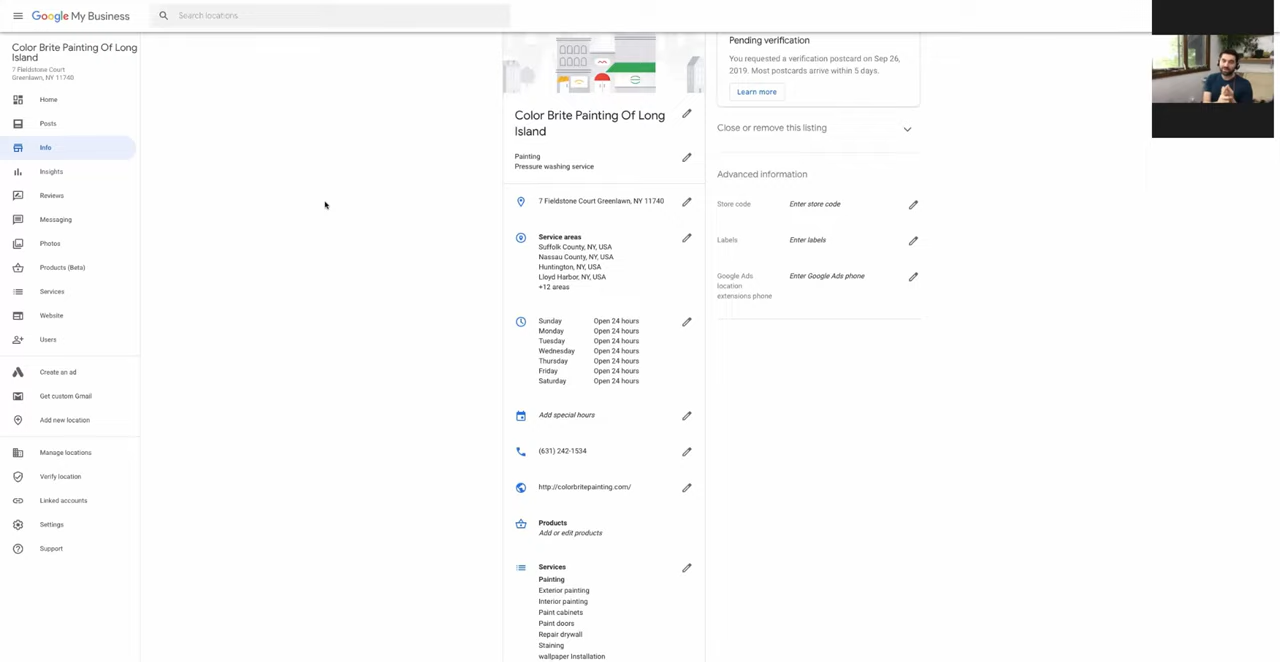 Google My Business
Search locations
Color Brite Painting Of Long
Island
7 Fieldstone Court
Greenlawn, NY 11740
Home
Posts
Info
Insights
Reviews
Messaging
Photos
Products (Beta)
Services
Website
Users
Create an ad
Get custom Gmail
Add new location
Manage locations
Verify location
Linked accounts
Settings
Support
Color Brite Painting Of Long
Island
Painting
Pressure washing service
7 Fieldstone Court Greenlawn, NY 11740
Service areas
Suffolk County, NY, USA
Nassau County, NY, USA
Huntington, NY, USA
Lloyd Harbor, NY, USA
+12 areas
Sunday Open 24 hours
Monday Open 24 hours
Tuesday Open 24 hours
Wednesday Open 24 hours
Thursday Open 24 hours
Friday Open 24 hours
Saturday Open 24 hours
Add special hours
(631) 242-1534
http://colorbritepainting.com/
Products
Add or edit products
Services
Painting
Exterior painting
Interior painting
Paint cabinets
Paint doors
Repair drywall
Staining
wallpaper Installation
Pending verification
You requested a verification postcard on Sep 26,
2019. Most postcards arrive within 5 days.
Learn more
Close or remove this listing
Advanced information
Store code Enter store code
Labels Enter labels
Google Ads Enter Google Ads phone
location
extensions phone